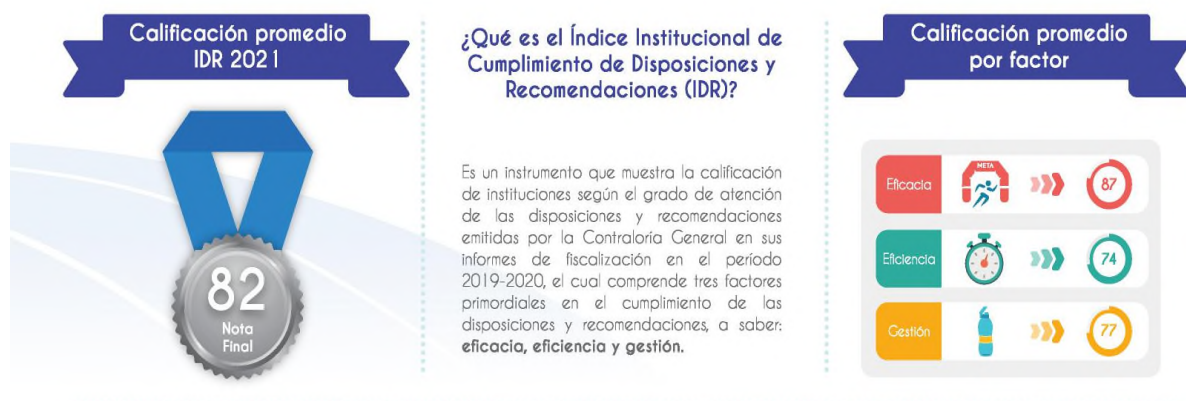 Calificación promedio
IDR 2021
82
Nota
Final
¿Qué es el Índice Institucional de
Cumplimiento de Disposiciones y
Recomendaciones (IDR)?
Es un instrumento que muestra la calificación
de instituciones según el grado de atención
de las disposiciones y recomendaciones
emitidas por la Contraloría General en sus
informes de fiscalización en el período
2019-2020, el cual comprende tres factores
primordiales en el cumplimiento de las
disposiciones y recomendaciones, a saber:
eficacia, eficiencia y gestión.
Calificación promedio
por factor
META
Eficacia
87
Eficiencia
74
Gestión
77